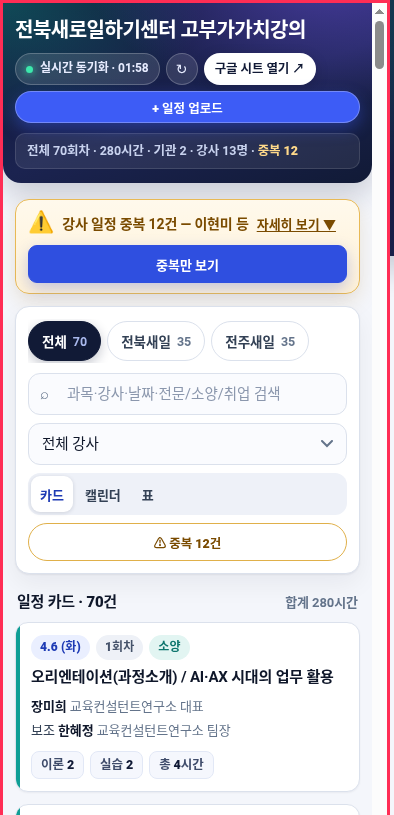 전북새로일하기센터 고부가가치강의
실시간 동기화 · 01:58 ↻ 구글 시트 열기 ↗
+ 일정 업로드
전체 70회차 · 280시간 · 기관 2 · 강사 13명 · 중복 12
⚠️ 강사 일정 중복 12건 — 이현미 등 자세히 보기 ▼
중복만 보기
전체 70 전북새일 35 전주새일 35
⌕ 과목·강사·날짜·전문/소양/취업 검색
전체 강사
카드 캘린더 표
⚠ 중복 12건
일정 카드 · 70건 합계 280시간
4.6 (화) 1회차 소양
오리엔테이션(과정소개) / AI·AX 시대의 업무 활용
장미희 교육컨설턴트연구소 대표
보조 한혜정 교육컨설턴트연구소 팀장
이론 2 실습 2 총 4시간